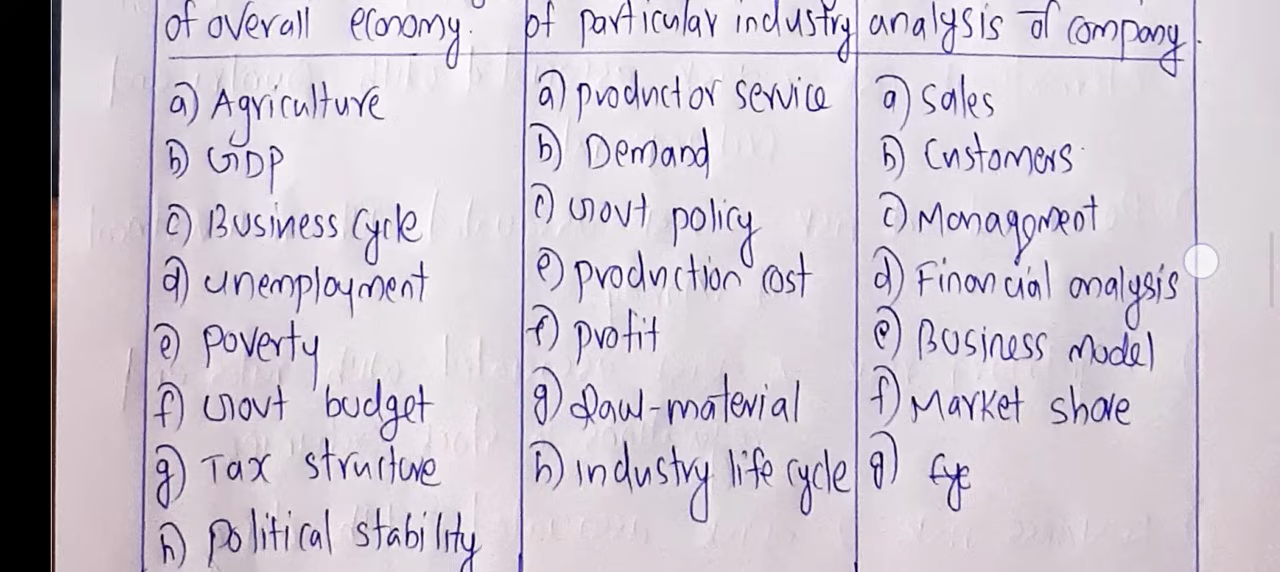 of overall economy. of particular industry analysis of company.
a) Agriculture a) product or service a) sales
b) GDP b) Demand b) Customers
c) Business cycle c) Govt policy c) Management
d) unemployment e) production cost d) Financial analysis
e) poverty f) profit e) Business model
f) Govt budget g) Raw-material f) Market share
g) Tax structure h) industry life cycle g)
h) political stability